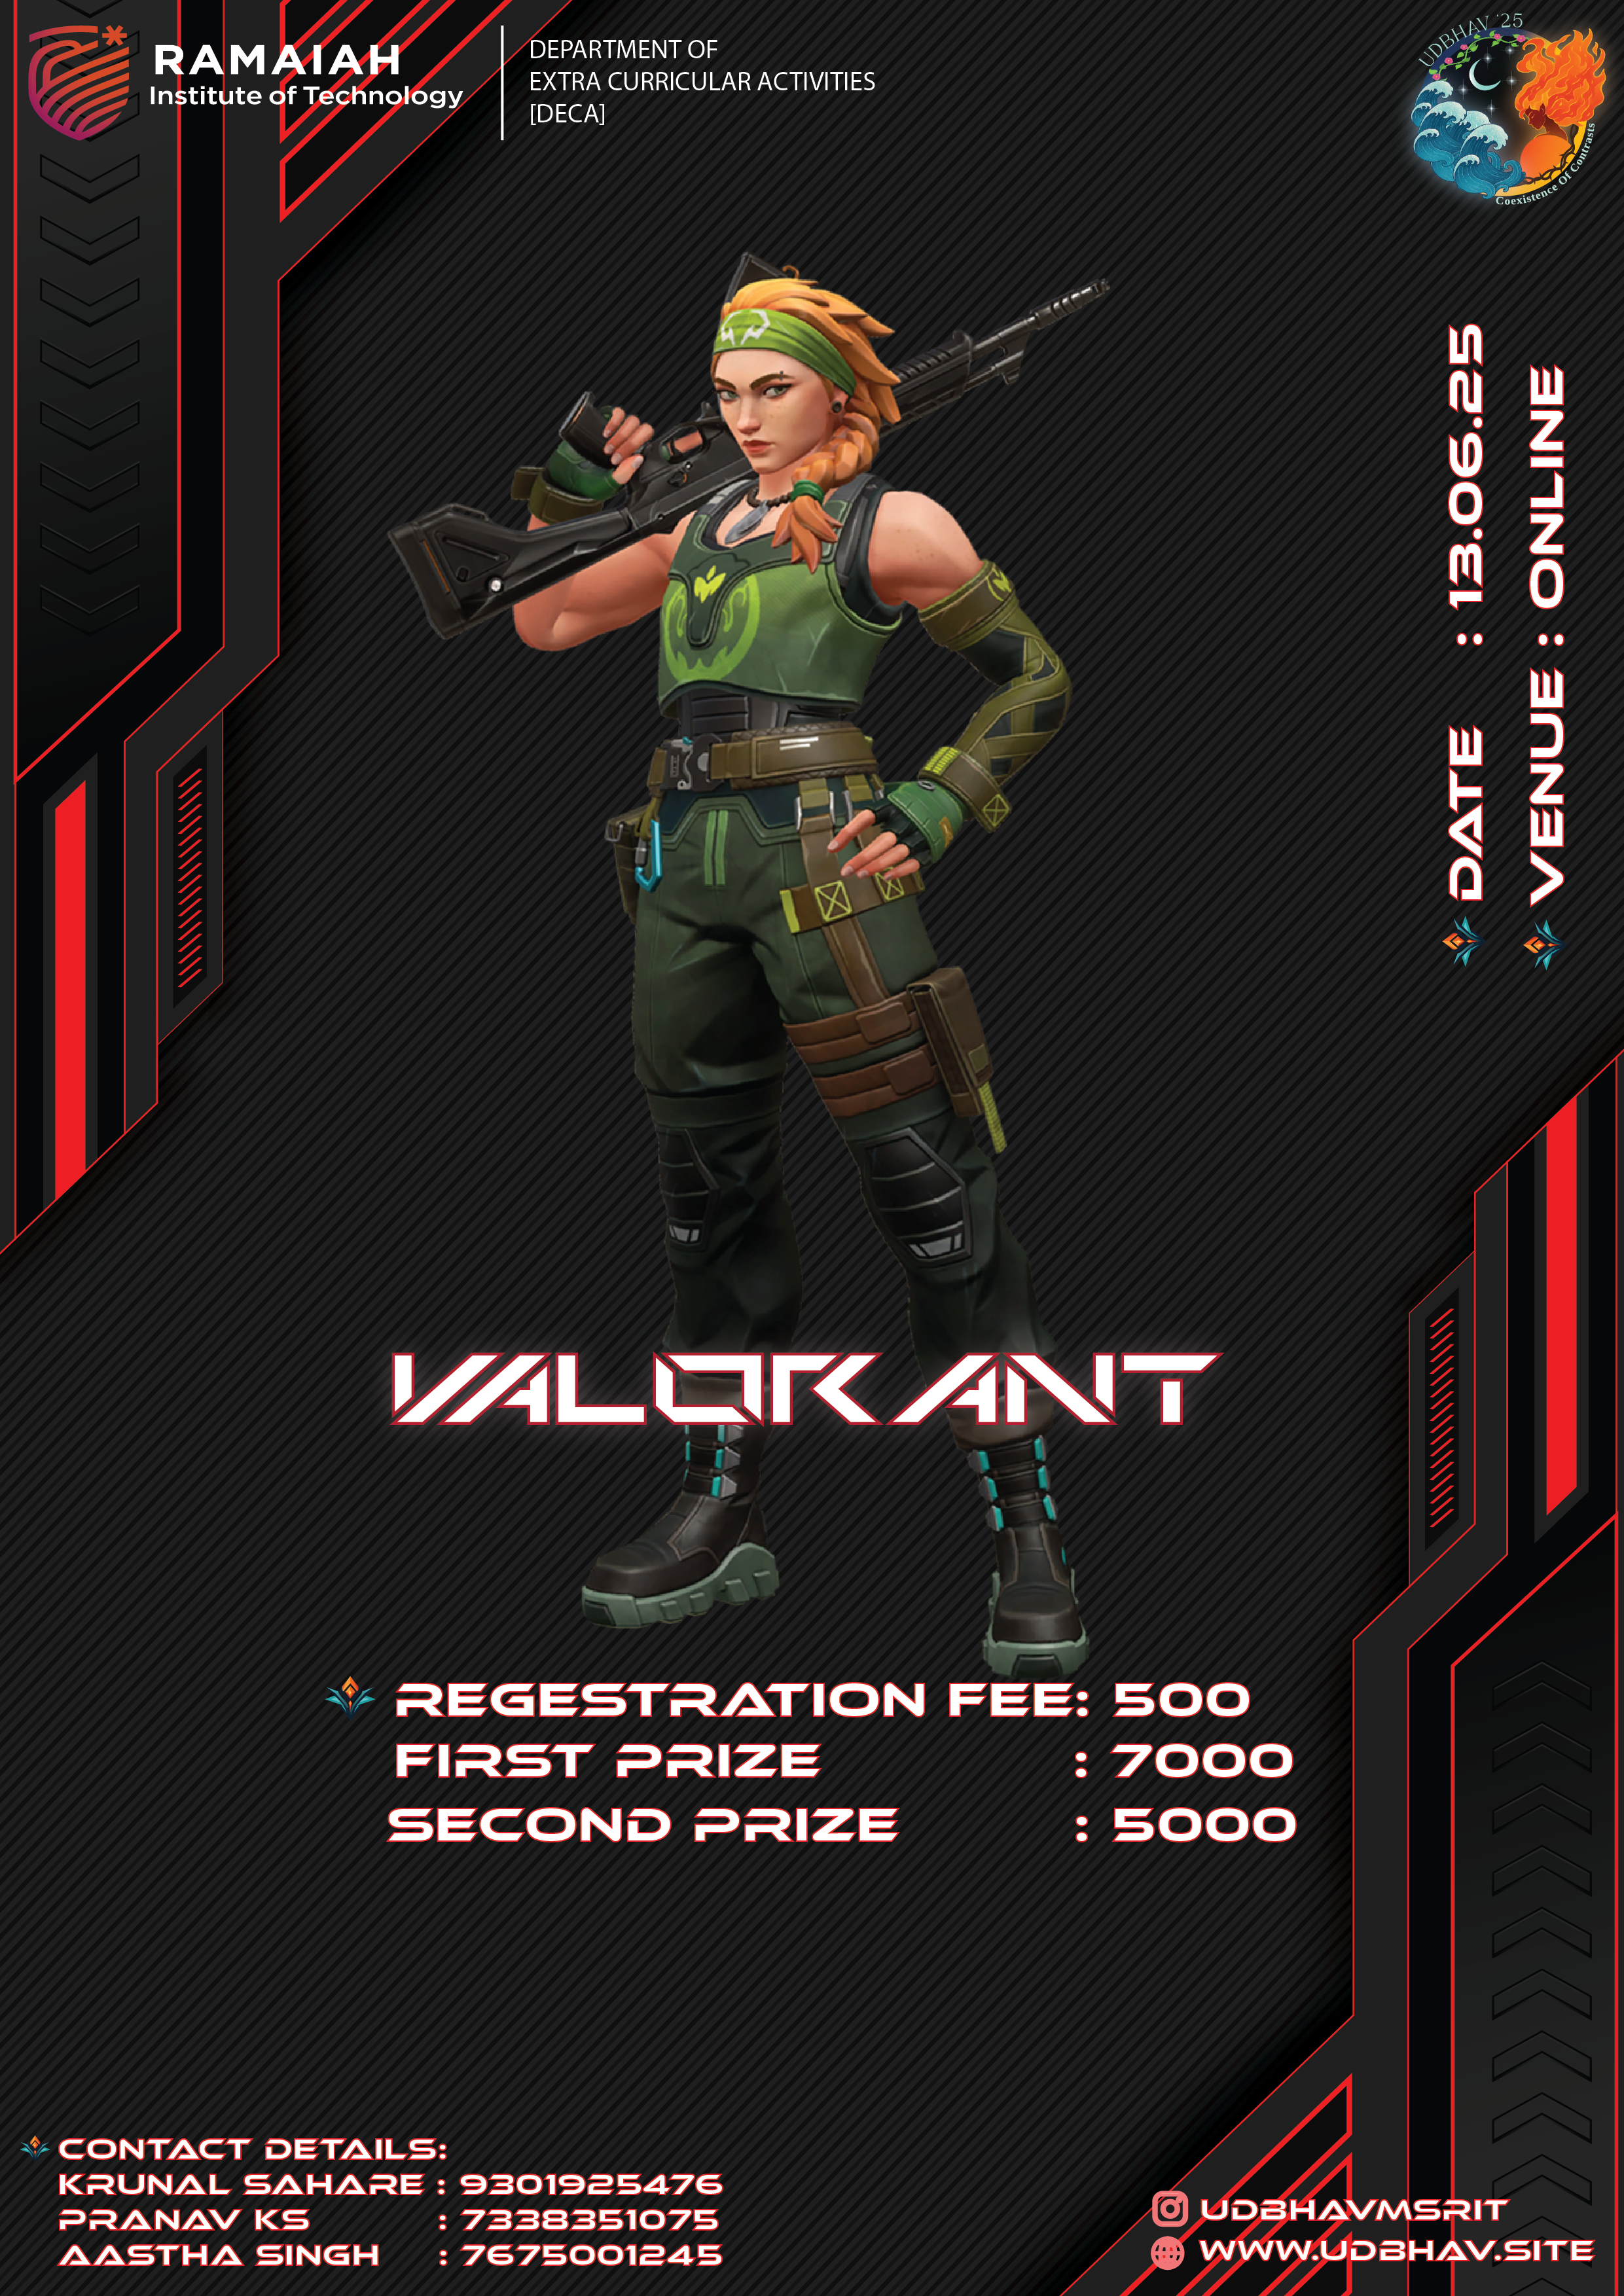 RAMAIAH
Institute of Technology
DEPARTMENT OF
EXTRA CURRICULAR ACTIVITIES
[DECA]
UDBHAV '25
Coexistence Of Contrasts
DATE : 13.06.25
VENUE : ONLINE
VALORANT
REGESTRATION FEE: 500
FIRST PRIZE : 7000
SECOND PRIZE : 5000
CONTACT DETAILS:
KRUNAL SAHARE : 9301925476
PRANAV KS : 7338351075
AASTHA SINGH : 7675001245
UDBHAVMSRIT
WWW.UDBHAV.SITE